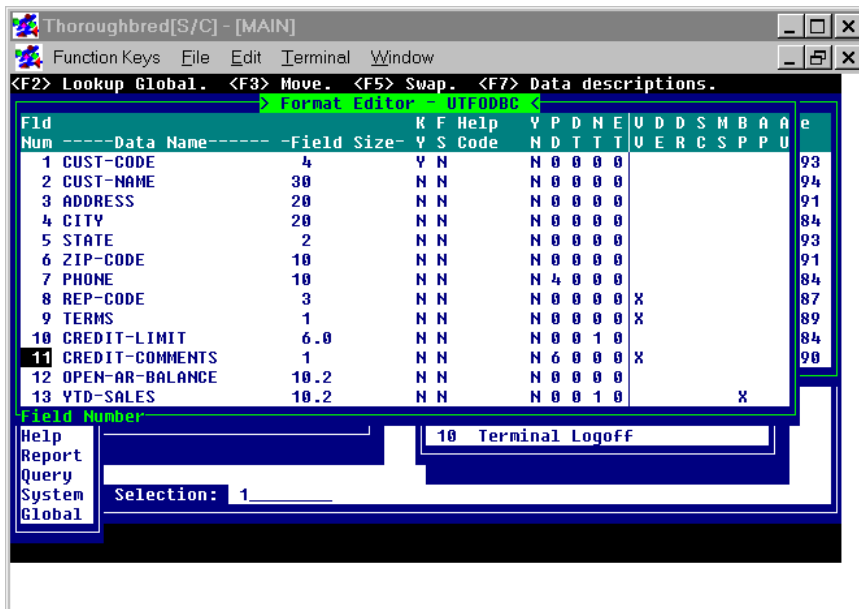 Thoroughbred[S/C] - [MAIN]
Function Keys File Edit Terminal Window
<F2> Lookup Global. <F3> Move. <F5> Swap. <F7> Data descriptions.
> Format Editor - UTFODBC <
Fld K F Help Y P D N E V D D S M B A A e
Num -----Data Name------ -Field Size- Y S Code N D T T T V E R C S P P U
1 CUST-CODE 4 Y N N 0 0 0 0 93
2 CUST-NAME 30 N N N 0 0 0 0 94
3 ADDRESS 20 N N N 0 0 0 0 91
4 CITY 20 N N N 0 0 0 0 84
5 STATE 2 N N N 0 0 0 0 93
6 ZIP-CODE 10 N N N 0 0 0 0 91
7 PHONE 10 N N N 4 0 0 0 84
8 REP-CODE 3 N N N 0 0 0 0 X 87
9 TERMS 1 N N N 0 0 0 0 X 89
10 CREDIT-LIMIT 6.0 N N N 0 0 1 0 84
11 CREDIT-COMMENTS 1 N N N 6 0 0 0 X 90
12 OPEN-AR-BALANCE 10.2 N N N 0 0 0 0
13 YTD-SALES 10.2 N N N 0 0 1 0 X
Field Number
Help 10 Terminal Logoff
Report
Query
System Selection: 1________
Global